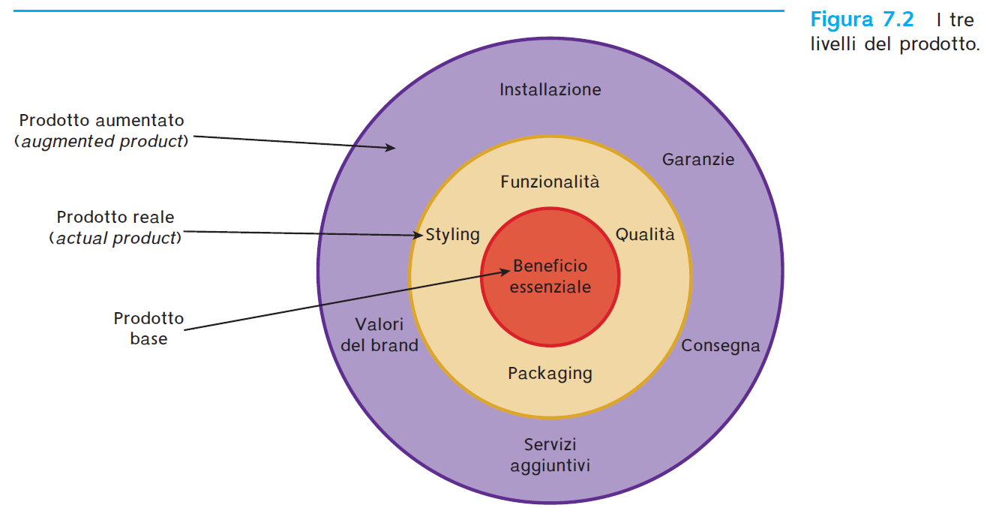 Figura 7.2 I tre
livelli del prodotto.
Installazione
Prodotto aumentato
(augmented product)
Garanzie
Funzionalità
Prodotto reale
(actual product)
Styling
Qualità
Beneficio
essenziale
Prodotto
base
Valori
del brand
Consegna
Packaging
Servizi
aggiuntivi